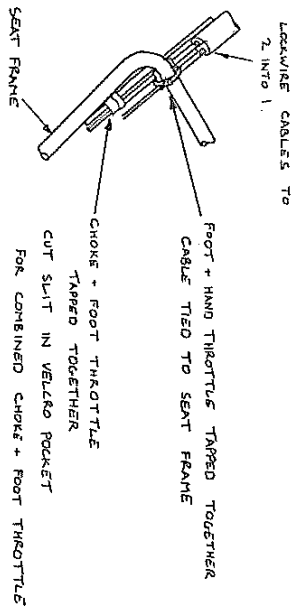 LOCKWIRE CABLES TO
2 INTO 1.
FOOT + HAND THROTTLE TAPPED TOGETHER
CABLE TIED TO SEAT FRAME
CHOKE + FOOT THROTTLE
TAPPED TOGETHER
CUT SLIT IN VELCRO POCKET
FOR COMBINED CHOKE + FOOT THROTTLE
SEAT FRAME